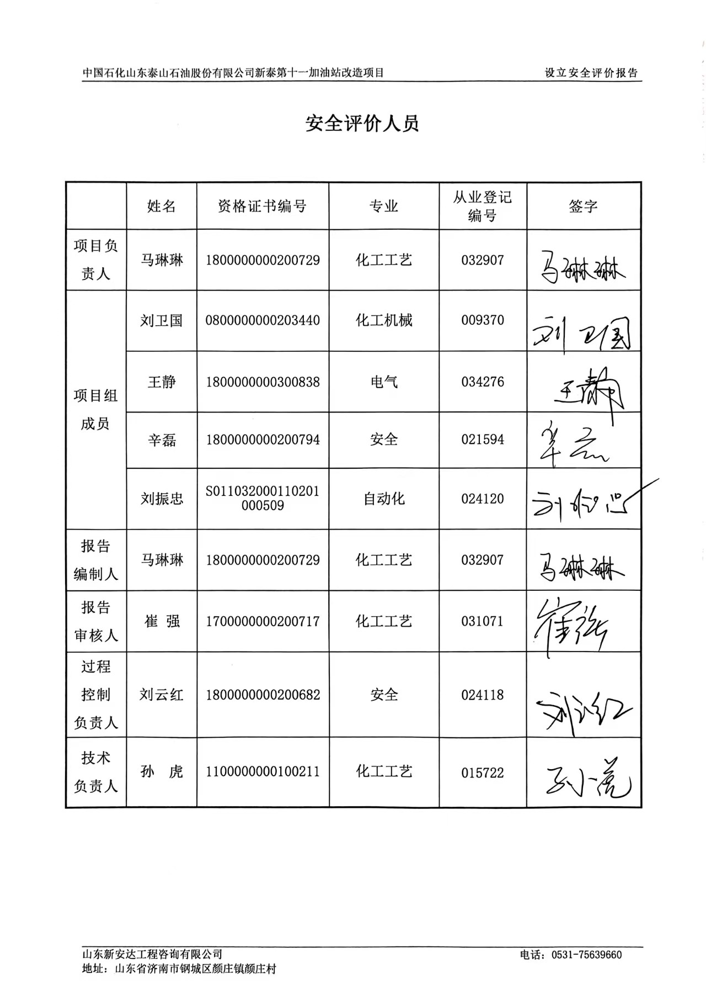 中国石化山东泰山石油股份有限公司新泰第十一加油站改造项目 设立安全评价报告
安全评价人员
姓名 资格证书编号 专业 从业登记编号 签字
项目负责人 马琳琳 1800000000200729 化工工艺 032907 马琳琳
项目组成员 刘卫国 0800000000203440 化工机械 009370 刘卫国
王静 1800000000300838 电气 034276 王静
辛磊 1800000000200794 安全 021594 辛磊
刘振忠 S011032000110201000509 自动化 024120 刘振忠
报告编制人 马琳琳 1800000000200729 化工工艺 032907 马琳琳
报告审核人 崔强 1700000000200717 化工工艺 031071 崔强
过程控制负责人 刘云红 1800000000200682 安全 024118 刘云红
技术负责人 孙虎 1100000000100211 化工工艺 015722 孙虎
山东新安达工程咨询有限公司 电话：0531-75639660
地址：山东省济南市钢城区颜庄镇颜庄村